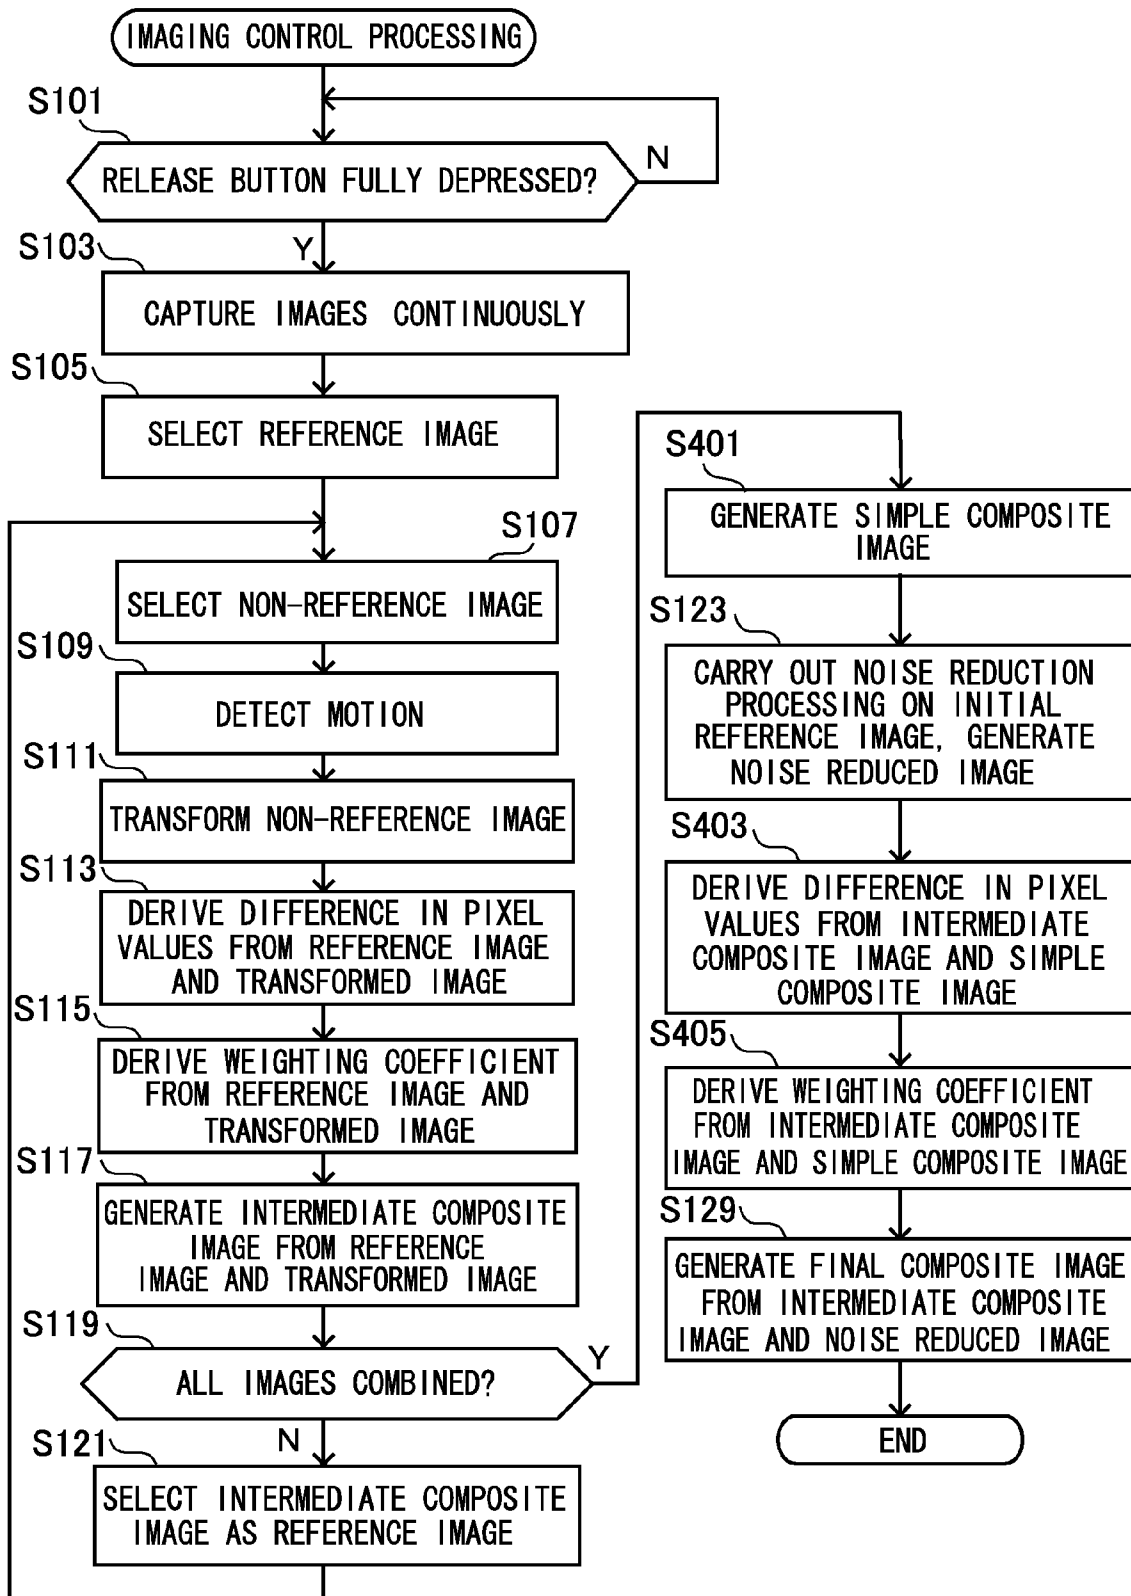 IMAGING CONTROL PROCESSING
S101
RELEASE BUTTON FULLY DEPRESSED?
N
Y
S103
CAPTURE IMAGES CONTINUOUSLY
S105
SELECT REFERENCE IMAGE
S107
SELECT NON-REFERENCE IMAGE
S109
DETECT MOTION
S111
TRANSFORM NON-REFERENCE IMAGE
S113
DERIVE DIFFERENCE IN PIXEL
VALUES FROM REFERENCE IMAGE
AND TRANSFORMED IMAGE
S115
DERIVE WEIGHTING COEFFICIENT
FROM REFERENCE IMAGE AND
TRANSFORMED IMAGE
S117
GENERATE INTERMEDIATE COMPOSITE
IMAGE FROM REFERENCE
IMAGE AND TRANSFORMED IMAGE
S119
ALL IMAGES COMBINED?
Y
N
S121
SELECT INTERMEDIATE COMPOSITE
IMAGE AS REFERENCE IMAGE
S401
GENERATE SIMPLE COMPOSITE
IMAGE
S123
CARRY OUT NOISE REDUCTION
PROCESSING ON INITIAL
REFERENCE IMAGE, GENERATE
NOISE REDUCED IMAGE
S403
DERIVE DIFFERENCE IN PIXEL
VALUES FROM INTERMEDIATE
COMPOSITE IMAGE AND SIMPLE
COMPOSITE IMAGE
S405
DERIVE WEIGHTING COEFFICIENT
FROM INTERMEDIATE COMPOSITE
IMAGE AND SIMPLE COMPOSITE IMAGE
S129
GENERATE FINAL COMPOSITE IMAGE
FROM INTERMEDIATE COMPOSITE
IMAGE AND NOISE REDUCED IMAGE
END